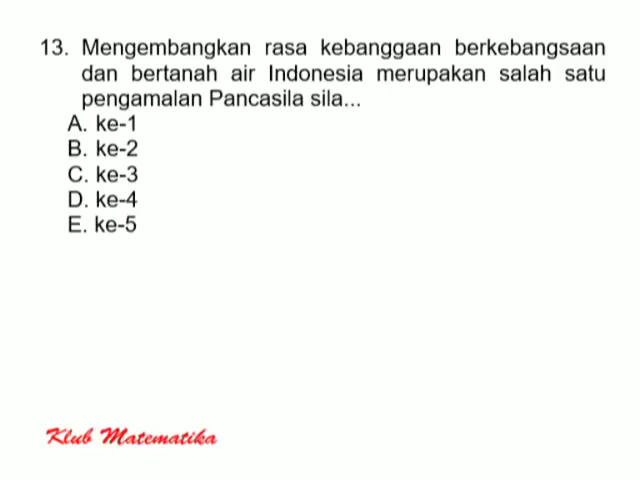 13. Mengembangkan rasa kebanggaan berkebangsaan
dan bertanah air Indonesia merupakan salah satu
pengamalan Pancasila sila...
A. ke-1
B. ke-2
C. ke-3
D. ke-4
E. ke-5
Klub Matematika